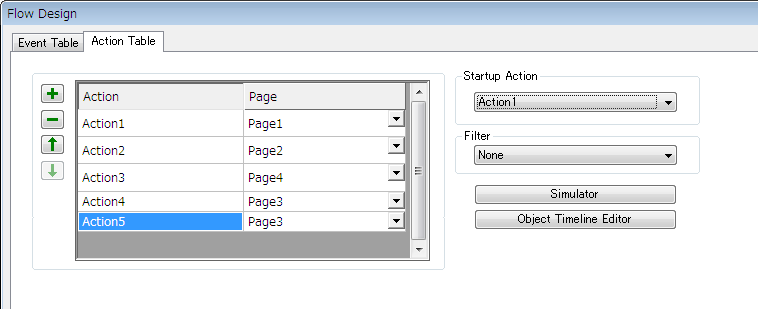 Flow Design
Event Table Action Table
Action Page
Action1 Page1
Action2 Page2
Action3 Page4
Action4 Page3
Action5 Page3
Startup Action
Action1
Filter
None
Simulator
Object Timeline Editor